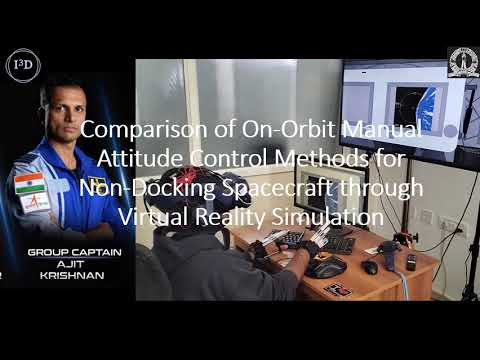 I³D
Comparison of On-Orbit Manual
Attitude Control Methods for
Non-Docking Spacecraft through
Virtual Reality Simulation
GROUP CAPTAIN
AJIT
KRISHNAN